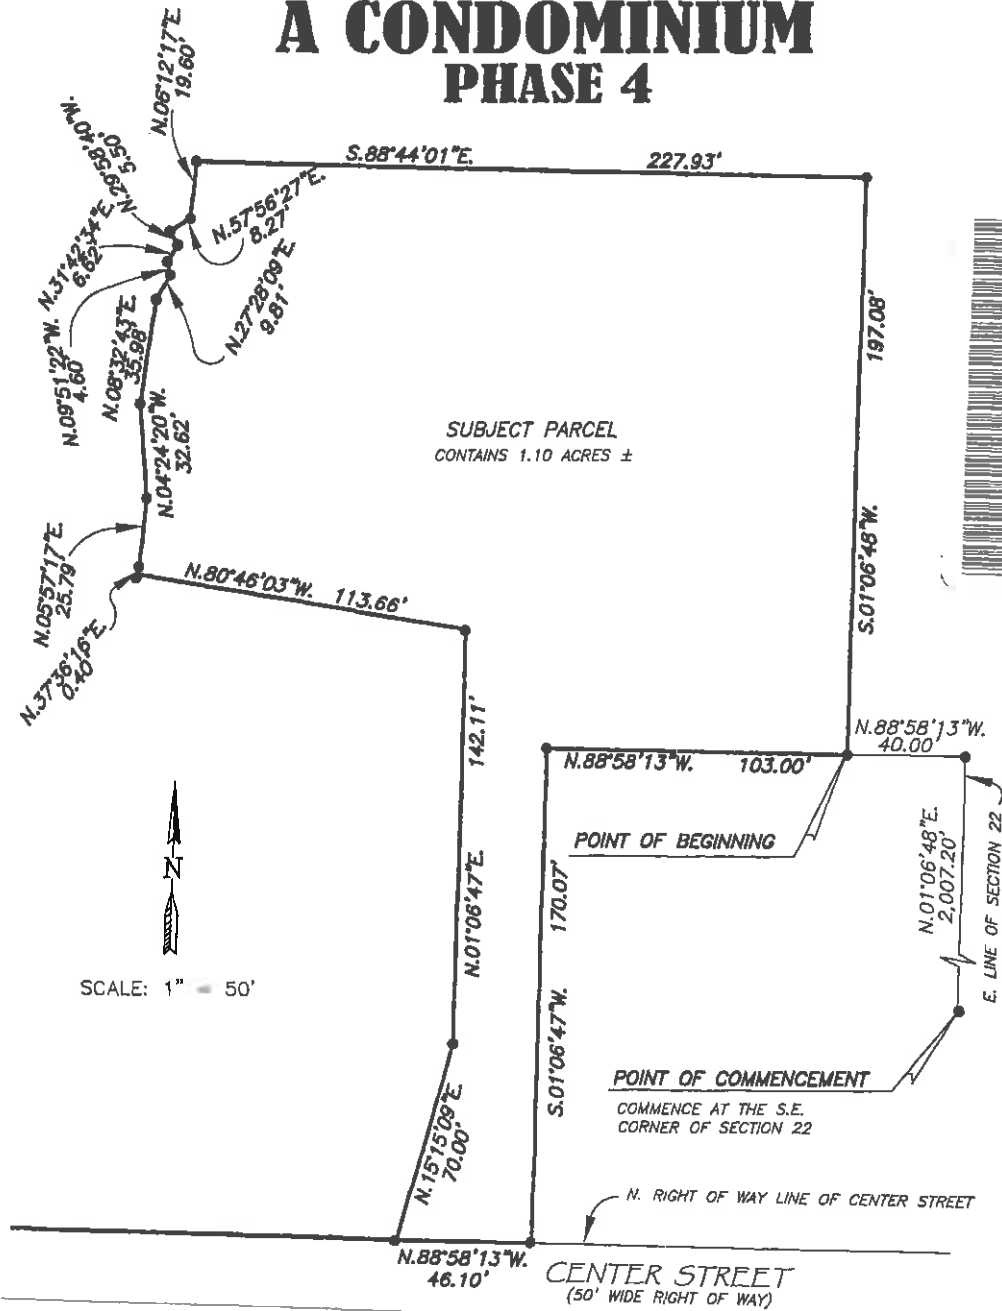 A CONDOMINIUM
PHASE 4
N.06°12'17"E.
19.60'
N.29°58'40"W.
5.50'
S.88°44'01"E. 227.93'
N.57°56'27"E.
8.27'
N.31°42'34"E.
6.62'
N.27°28'09"E.
9.81'
N.09°51'22"W.
4.60'
N.08°32'43"E.
35.98'
N.04°24'20"W.
32.62'
197.08'
S.01°06'48"W.
SUBJECT PARCEL
CONTAINS 1.10 ACRES ±
N.05°57'17"E.
25.79'
N.80°46'03"W. 113.66'
N.37°36'16"E.
0.40'
142.11'
N.01°06'47"E.
N.88°58'13"W.
40.00'
N.88°58'13"W. 103.00'
POINT OF BEGINNING
170.07'
S.01°06'47"W.
N.01°06'48"E.
2,007.20'
E. LINE OF SECTION 22
N
SCALE: 1" = 50'
POINT OF COMMENCEMENT
COMMENCE AT THE S.E.
CORNER OF SECTION 22
N.15°15'09"E.
70.00'
N. RIGHT OF WAY LINE OF CENTER STREET
N.88°58'13"W.
46.10'
CENTER STREET
(50' WIDE RIGHT OF WAY)